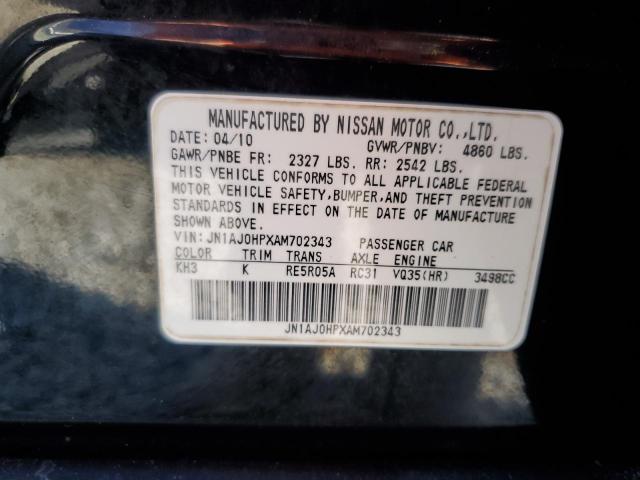 MANUFACTURED BY NISSAN MOTOR CO.,LTD.
DATE: 04/10 GVWR/PNBV: 4860 LBS.
GAWR/PNBE FR: 2327 LBS. RR: 2542 LBS.
THIS VEHICLE CONFORMS TO ALL APPLICABLE FEDERAL
MOTOR VEHICLE SAFETY,BUMPER,AND THEFT PREVENTION
STANDARDS IN EFFECT ON THE DATE OF MANUFACTURE
SHOWN ABOVE.
VIN: JN1AJ0HPXAM702343 PASSENGER CAR
COLOR TRIM TRANS AXLE ENGINE
KH3 K RE5R05A RC31 VQ35(HR) 3498CC
JN1AJ0HPXAM702343